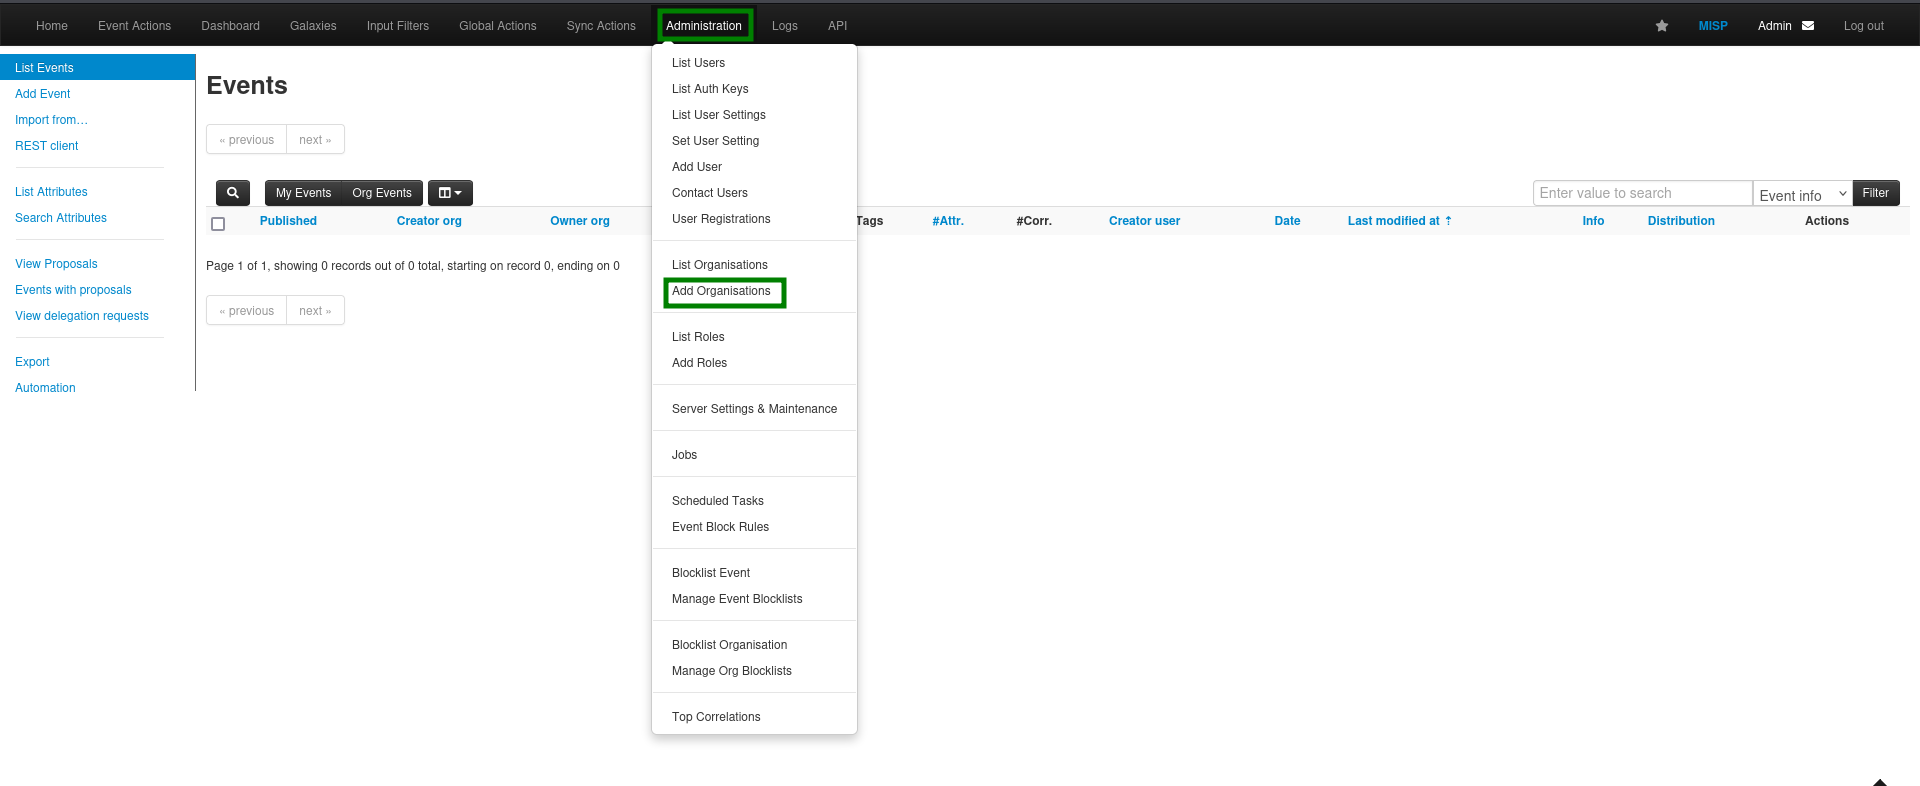 Home Event Actions Dashboard Galaxies Input Filters Global Actions Sync Actions Administration Logs API MISP Admin Log out
List Events
Add Event
Import from…
REST client
List Attributes
Search Attributes
View Proposals
Events with proposals
View delegation requests
Export
Automation
Events
« previous next »
My Events Org Events
Enter value to search Event info Filter
Published Creator org Owner org Tags #Attr. #Corr. Creator user Date Last modified at ↑ Info Distribution Actions
Page 1 of 1, showing 0 records out of 0 total, starting on record 0, ending on 0
« previous next »
List Users
List Auth Keys
List User Settings
Set User Setting
Add User
Contact Users
User Registrations
List Organisations
Add Organisations
List Roles
Add Roles
Server Settings & Maintenance
Jobs
Scheduled Tasks
Event Block Rules
Blocklist Event
Manage Event Blocklists
Blocklist Organisation
Manage Org Blocklists
Top Correlations